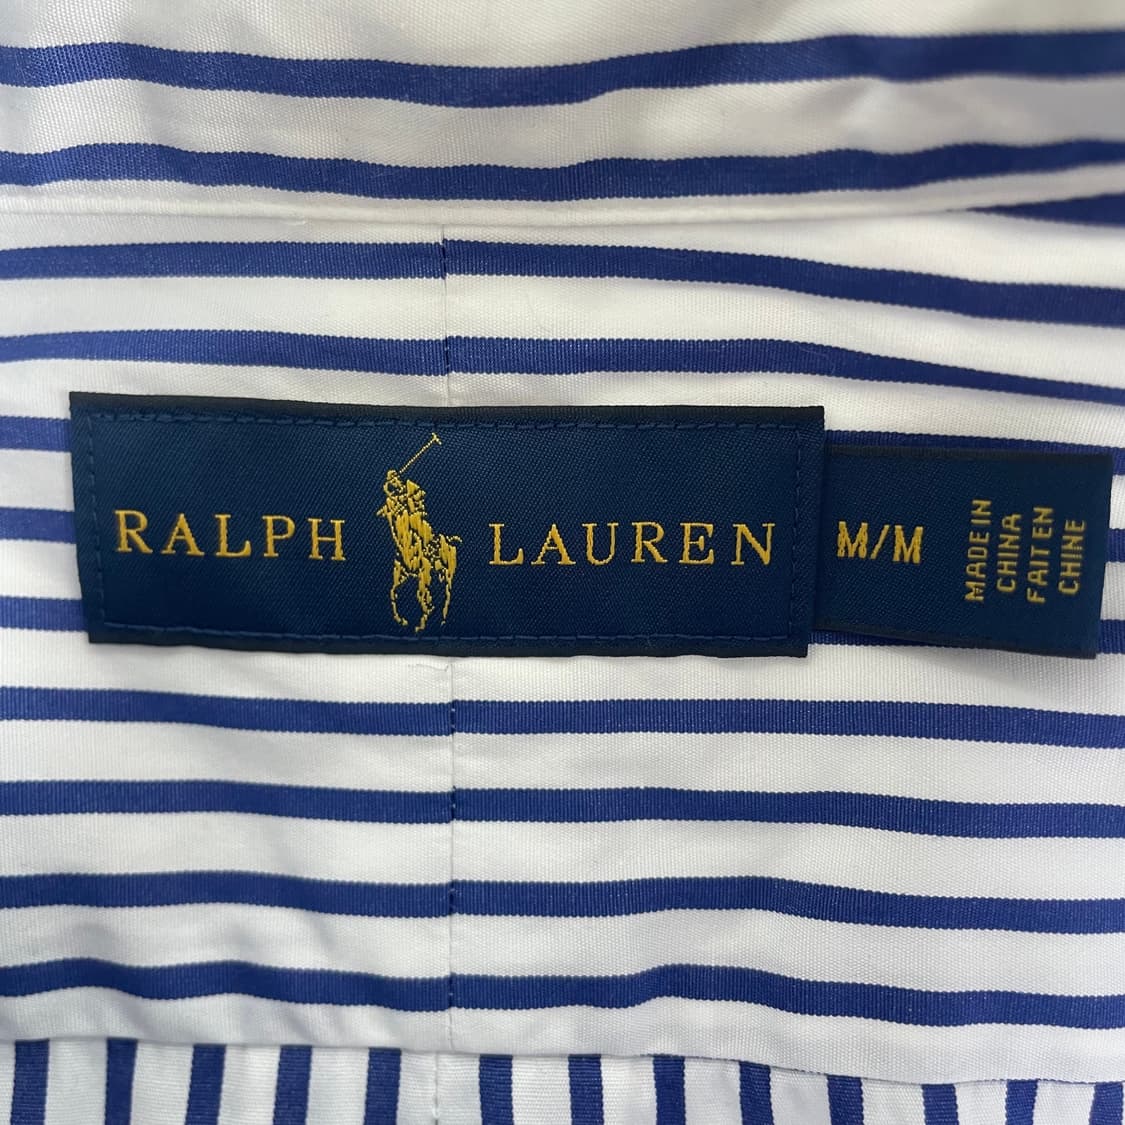 RALPH LAUREN
M/M
MADE IN
CHINA
FAIT EN
CHINE